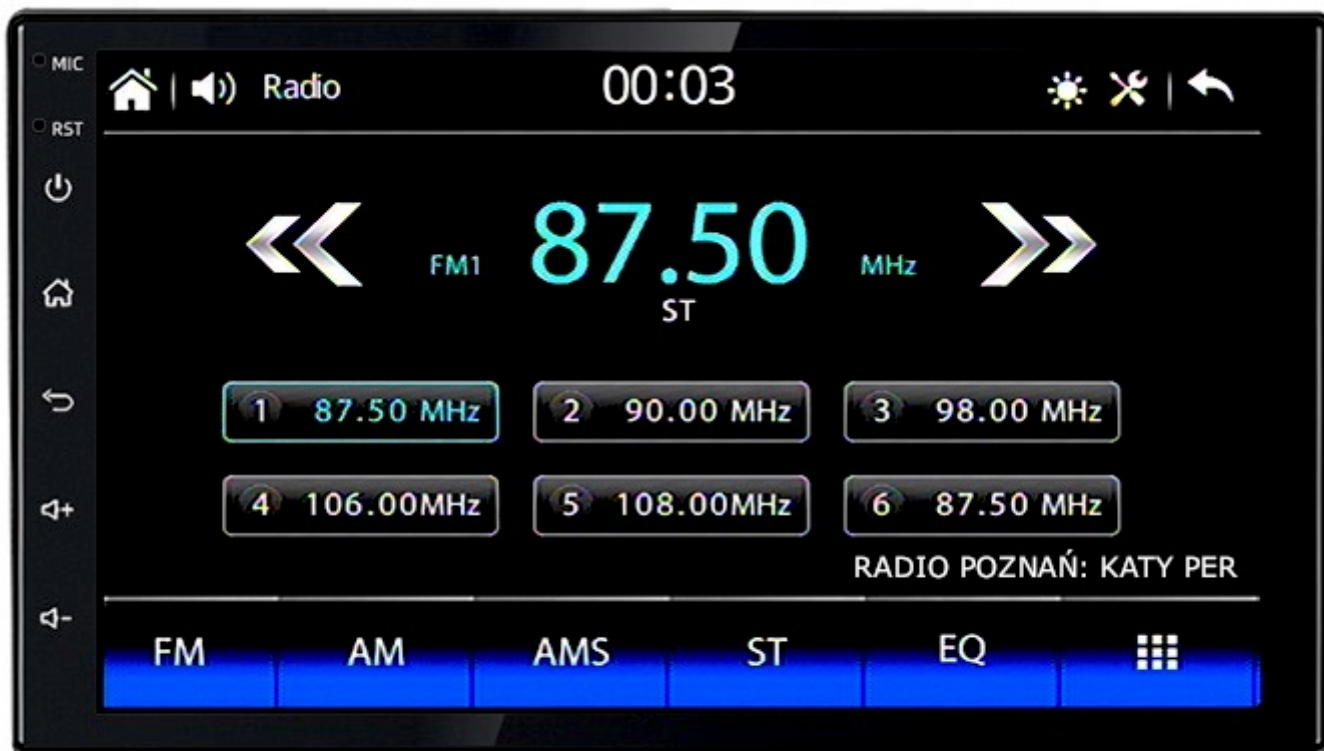 MIC
Radio
00:03
RST
FM1 87.50 MHz
ST
1 87.50 MHz
2 90.00 MHz
3 98.00 MHz
4 106.00MHz
5 108.00MHz
6 87.50 MHz
RADIO POZNAŃ: KATY PER
FM
AM
AMS
ST
EQ